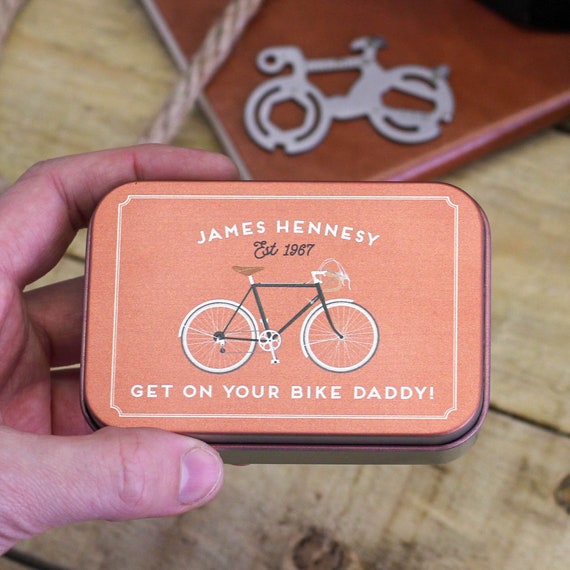 JAMES HENNESY
Est 1967
GET ON YOUR BIKE DADDY!